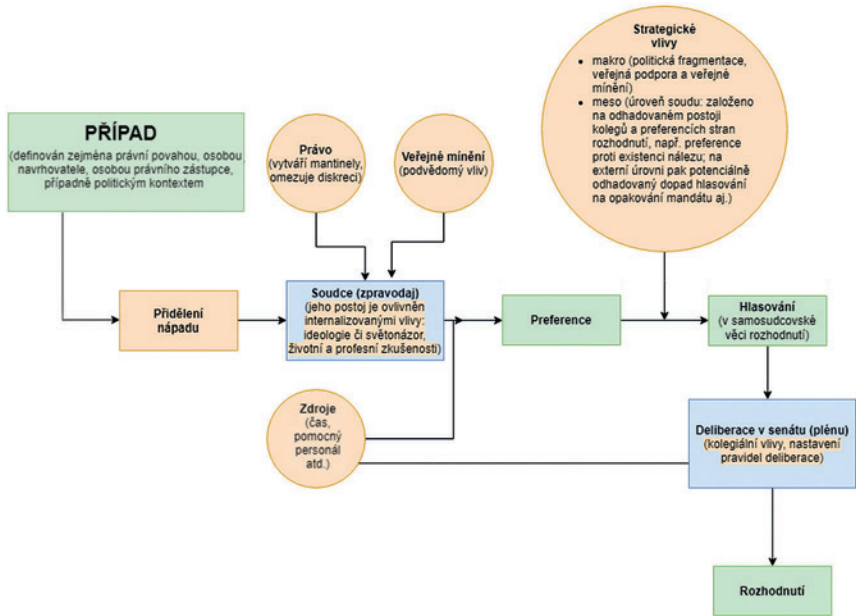 Strategické
vlivy
• makro (politická fragmentace,
veřejná podpora a veřejné
mínění)
• meso (úroveň soudu: založeno
na odhadovaném postoji
kolegů a preferencích stran
rozhodnutí, např. preference
proti existenci nálezu; na
externí úrovni pak potenciálně
odhadovaný dopad hlasování
na opakování mandátu aj.)
PŘÍPAD
(definován zejména právní povahou, osobou
navrhovatele, osobou právního zástupce,
případně politickým kontextem
Právo
(vytváří mantinely,
omezuje diskreci)
Veřejné mínění
(podvědomý vliv)
Přidělení
nápadu
Soudce (zpravodaj)
(jeho postoj je ovlivněn
internalizovanými vlivy:
ideologie či světonázor,
životní a profesní zkušenosti)
Preference
Hlasování
(v samosudcovské
věci rozhodnutí)
Zdroje
(čas,
pomocný
personál
atd.)
Deliberace v senátu (plénu)
(kolegiální vlivy, nastavení
pravidel deliberace)
Rozhodnutí